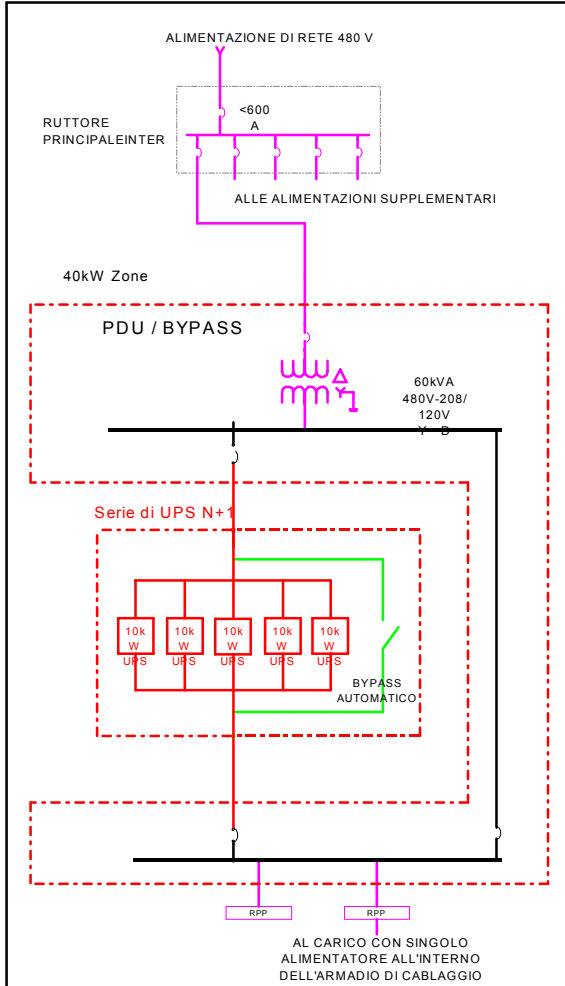 ALIMENTAZIONE DI RETE 480 V
<600
A
RUTTORE
PRINCIPALEINTER
ALLE ALIMENTAZIONI SUPPLEMENTARI
40kW Zone
PDU / BYPASS
60kVA
480V-208/
120V
Serie di UPS N+1
10k
W
UPS
10k
W
UPS
10k
W
UPS
10k
W
UPS
10k
W
UPS
BYPASS
AUTOMATICO
RPP
RPP
AL CARICO CON SINGOLO
ALIMENTATORE ALL'INTERNO
DELL'ARMADIO DI CABLAGGIO